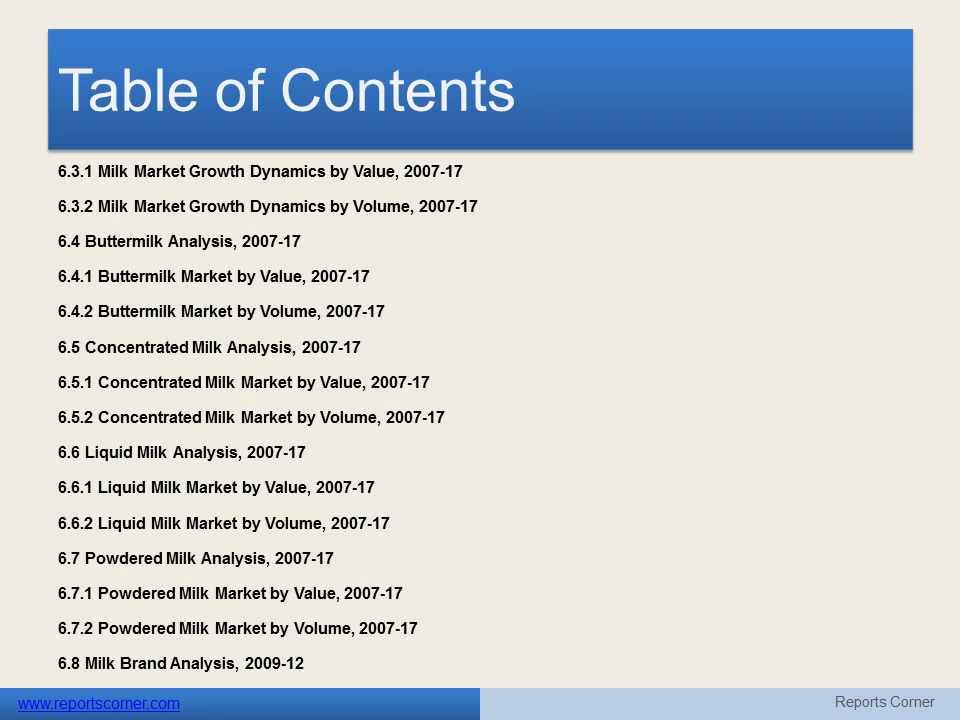 Table of Contents
6.3.1 Milk Market Growth Dynamics by Value, 2007-17
6.3.2 Milk Market Growth Dynamics by Volume, 2007-17
6.4 Buttermilk Analysis, 2007-17
6.4.1 Buttermilk Market by Value, 2007-17
6.4.2 Buttermilk Market by Volume, 2007-17
6.5 Concentrated Milk Analysis, 2007-17
6.5.1 Concentrated Milk Market by Value, 2007-17
6.5.2 Concentrated Milk Market by Volume, 2007-17
6.6 Liquid Milk Analysis, 2007-17
6.6.1 Liquid Milk Market by Value, 2007-17
6.6.2 Liquid Milk Market by Volume, 2007-17
6.7 Powdered Milk Analysis, 2007-17
6.7.1 Powdered Milk Market by Value, 2007-17
6.7.2 Powdered Milk Market by Volume, 2007-17
6.8 Milk Brand Analysis, 2009-12
www.reportscorner.com
Reports Corner